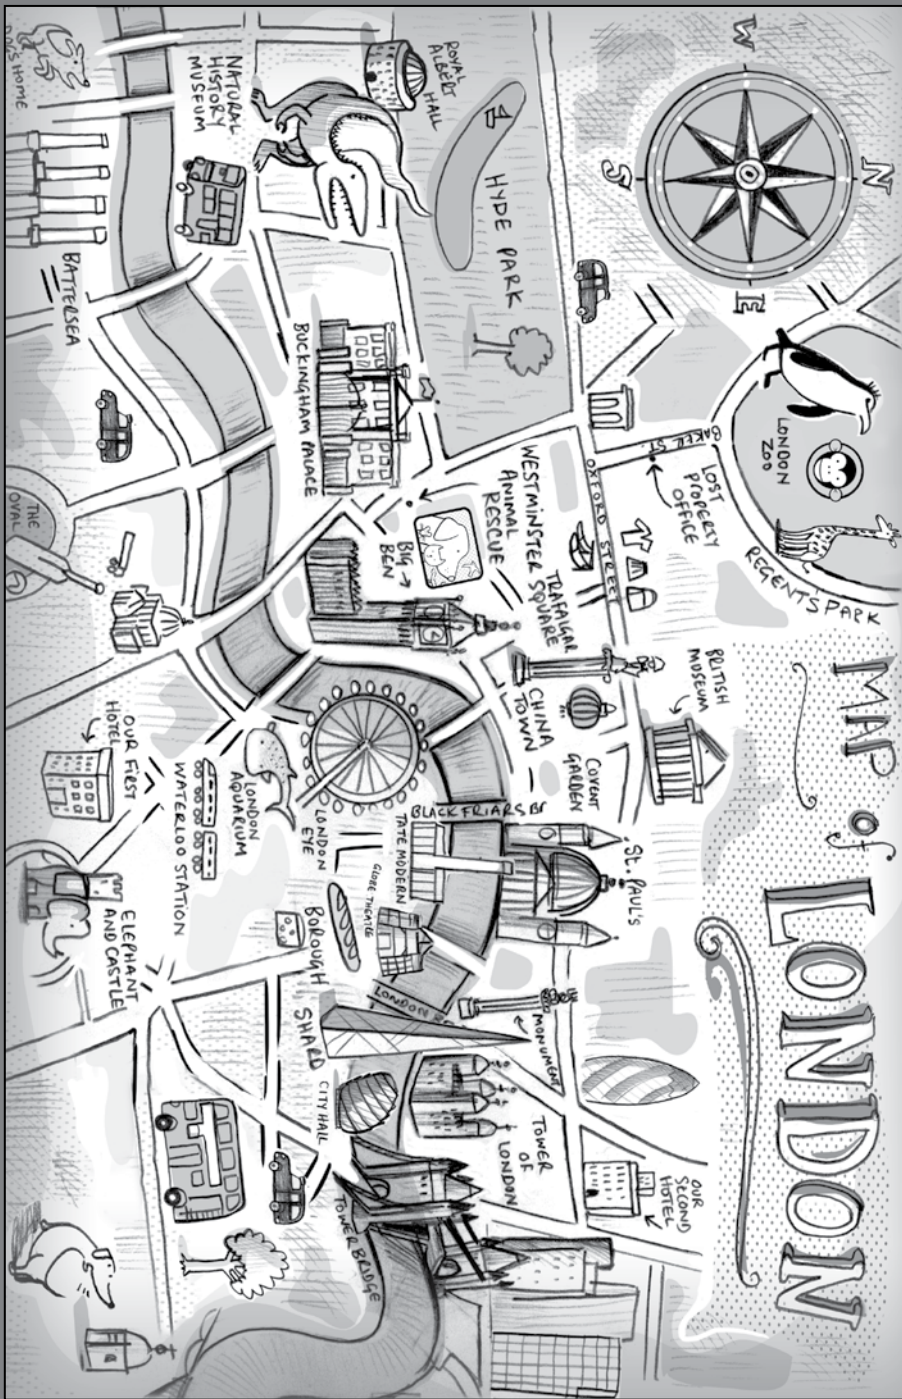 MAP of
LONDON
N
E
S
W
LONDON
ZOO
REGENT'S PARK
BAKER ST.
LOST
PROPERTY
OFFICE
OXFORD STREET
HYDE PARK
ROYAL
ALBERT
HALL
NATURAL
HISTORY
MUSEUM
BUCKINGHAM PALACE
WESTMINSTER
ANIMAL
RESCUE
BIG →
BEN
TRAFALGAR
SQUARE
BRITISH
MUSEUM
CHINA
TOWN
COVENT
GARDEN
ST. PAUL'S
BLACKFRIARS BR
TATE MODERN
GLOBE THEATRE
LONDON
EYE
LONDON
AQUARIUM
WATERLOO STATION
OUR FIRST
HOTEL
ELEPHANT
AND CASTLE
BOROUGH
LONDON
SHARD
MONUMENT
CITY HALL
TOWER
OF
LONDON
TOWER BRIDGE
OUR
SECOND
HOTEL
THE
OVAL
BATTERSEA
DOGS HOME